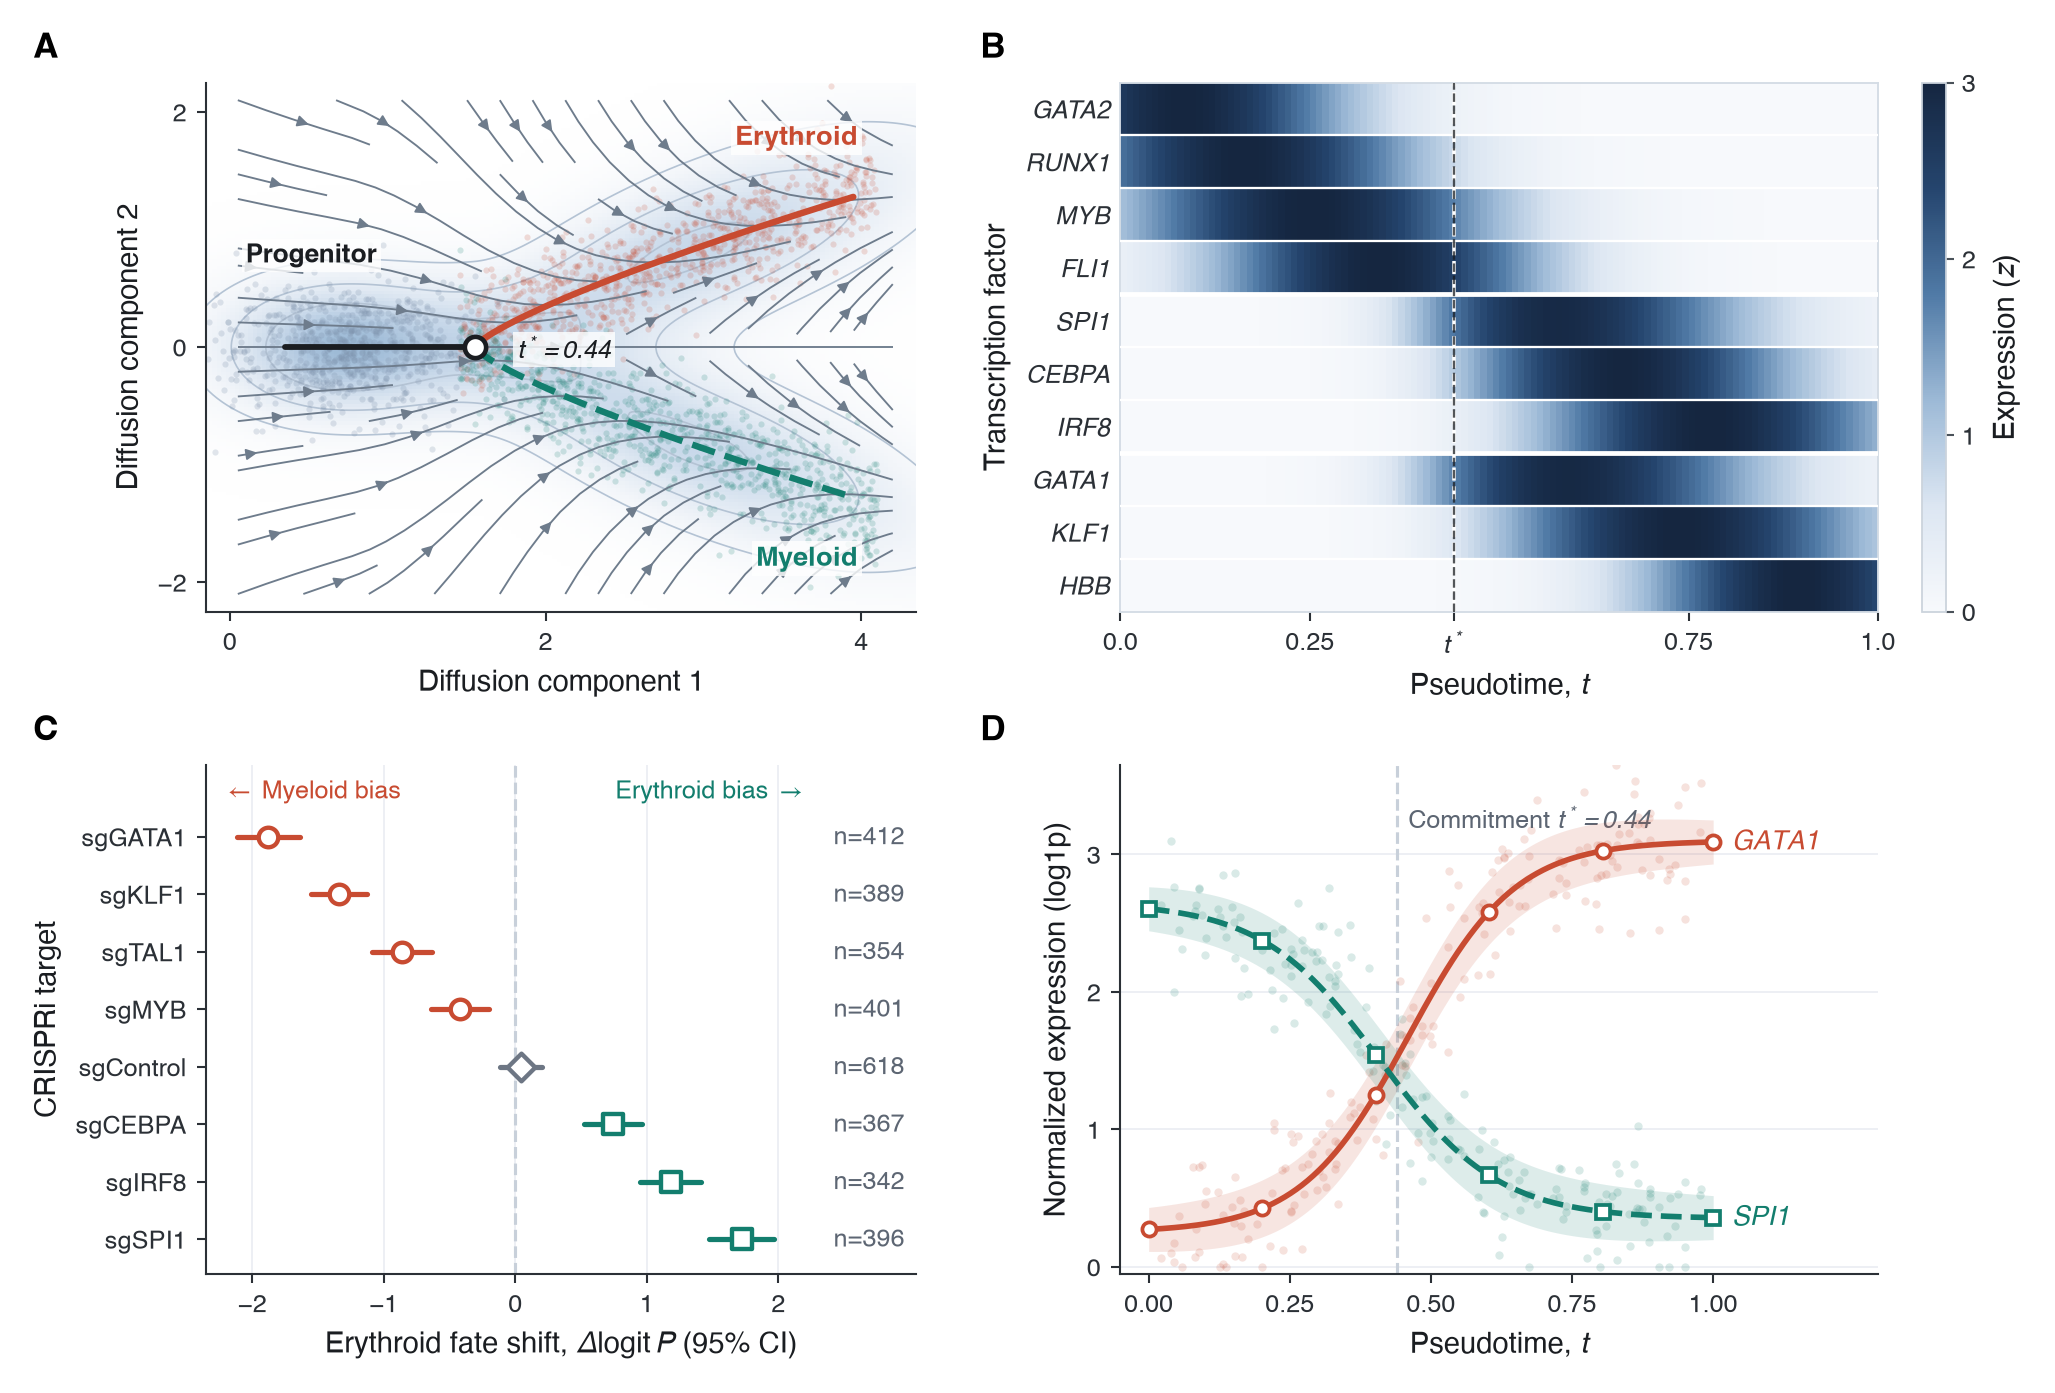 A
2
0
−2
Diffusion component 2
Erythroid
Progenitor
t* = 0.44
Myeloid
0
2
4
Diffusion component 1
B
Transcription factor
GATA2
RUNX1
MYB
FLI1
SPI1
CEBPA
IRF8
GATA1
KLF1
HBB
0.0
0.25
t*
0.75
1.0
Pseudotime, t
3
2
1
0
Expression (z)
C
← Myeloid bias
Erythroid bias →
CRISPRi target
sgGATA1 n=412
sgKLF1 n=389
sgTAL1 n=354
sgMYB n=401
sgControl n=618
sgCEBPA n=367
sgIRF8 n=342
sgSPI1 n=396
−2
−1
0
1
2
Erythroid fate shift, Δlogit P (95% CI)
D
Normalized expression (log1p)
3
2
1
0
Commitment t* = 0.44
GATA1
SPI1
0.00
0.25
0.50
0.75
1.00
Pseudotime, t